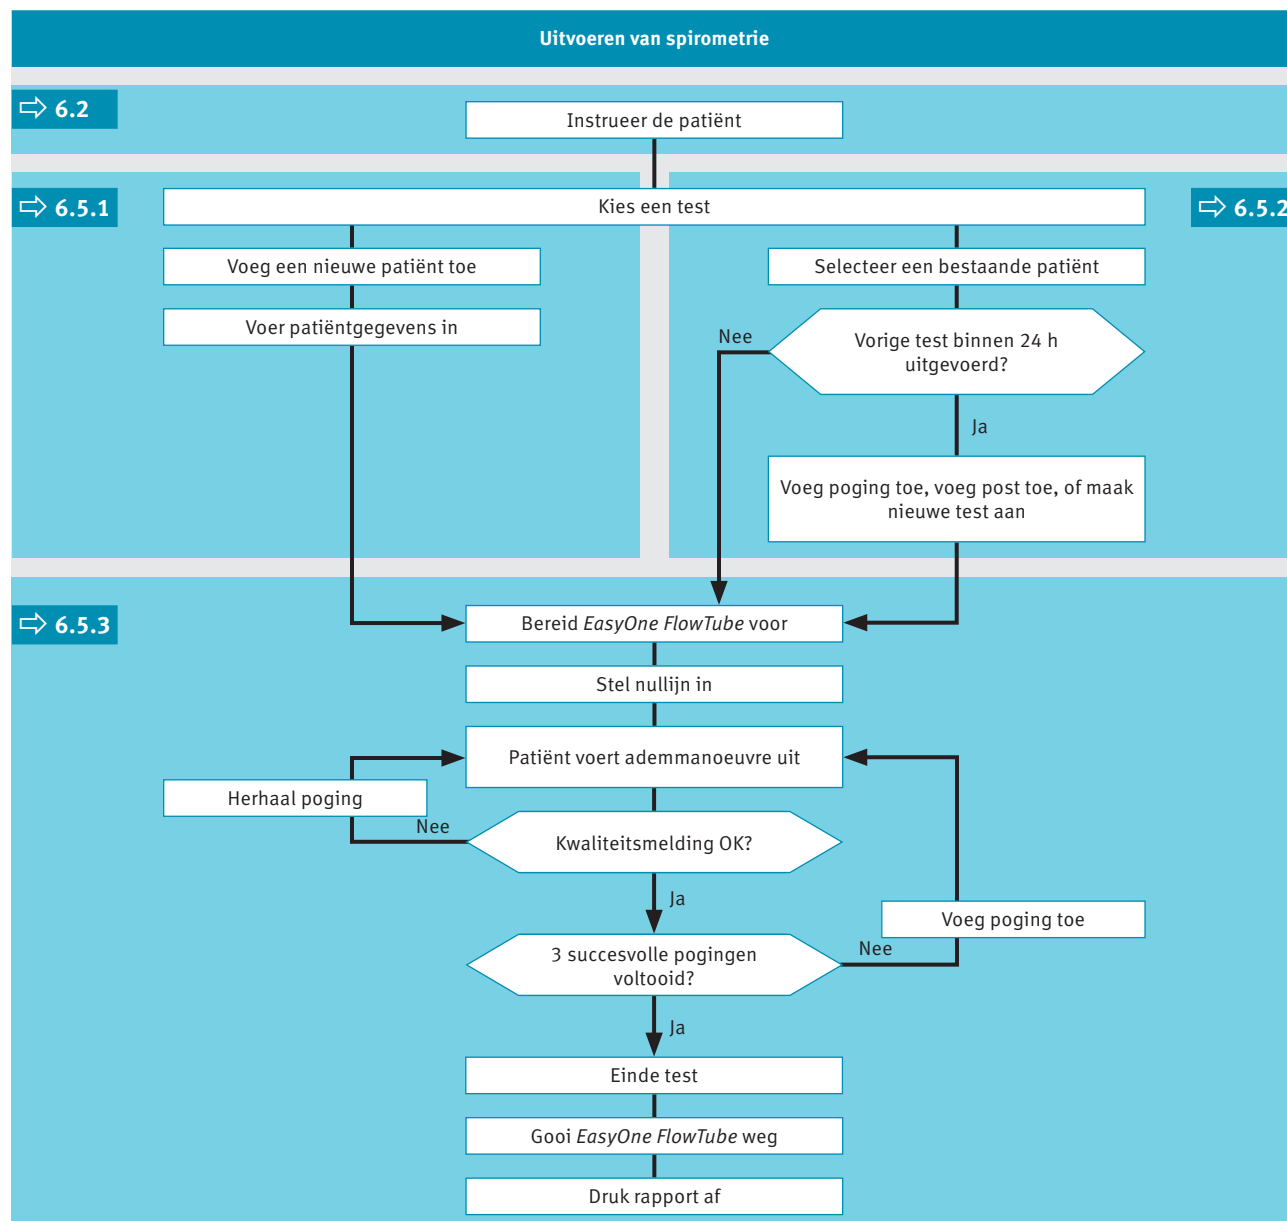 Uitvoeren van spirometrie
⇨ 6.2
Instrueer de patiënt
⇨ 6.5.1
Kies een test
⇨ 6.5.2
Voeg een nieuwe patiënt toe
Voer patiëntgegevens in
Selecteer een bestaande patiënt
Nee
Vorige test binnen 24 h
uitgevoerd?
Ja
Voeg poging toe, voeg post toe, of maak
nieuwe test aan
⇨ 6.5.3
Bereid EasyOne FlowTube voor
Stel nullijn in
Patiënt voert ademmanoeuvre uit
Herhaal poging
Nee
Kwaliteitsmelding OK?
Ja
Voeg poging toe
Nee
3 succesvolle pogingen
voltooid?
Ja
Einde test
Gooi EasyOne FlowTube weg
Druk rapport af